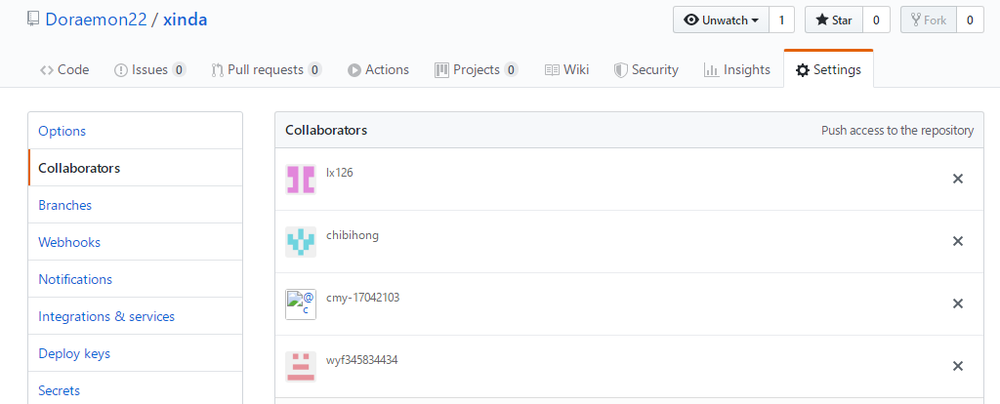 Doraemon22 / xinda
Unwatch 1 Star 0 Fork 0
Code Issues 0 Pull requests 0 Actions Projects 0 Wiki Security Insights Settings
Options
Collaborators
Branches
Webhooks
Notifications
Integrations & services
Deploy keys
Secrets
Collaborators Push access to the repository
lx126
chibihong
@c cmy-17042103
wyf345834434